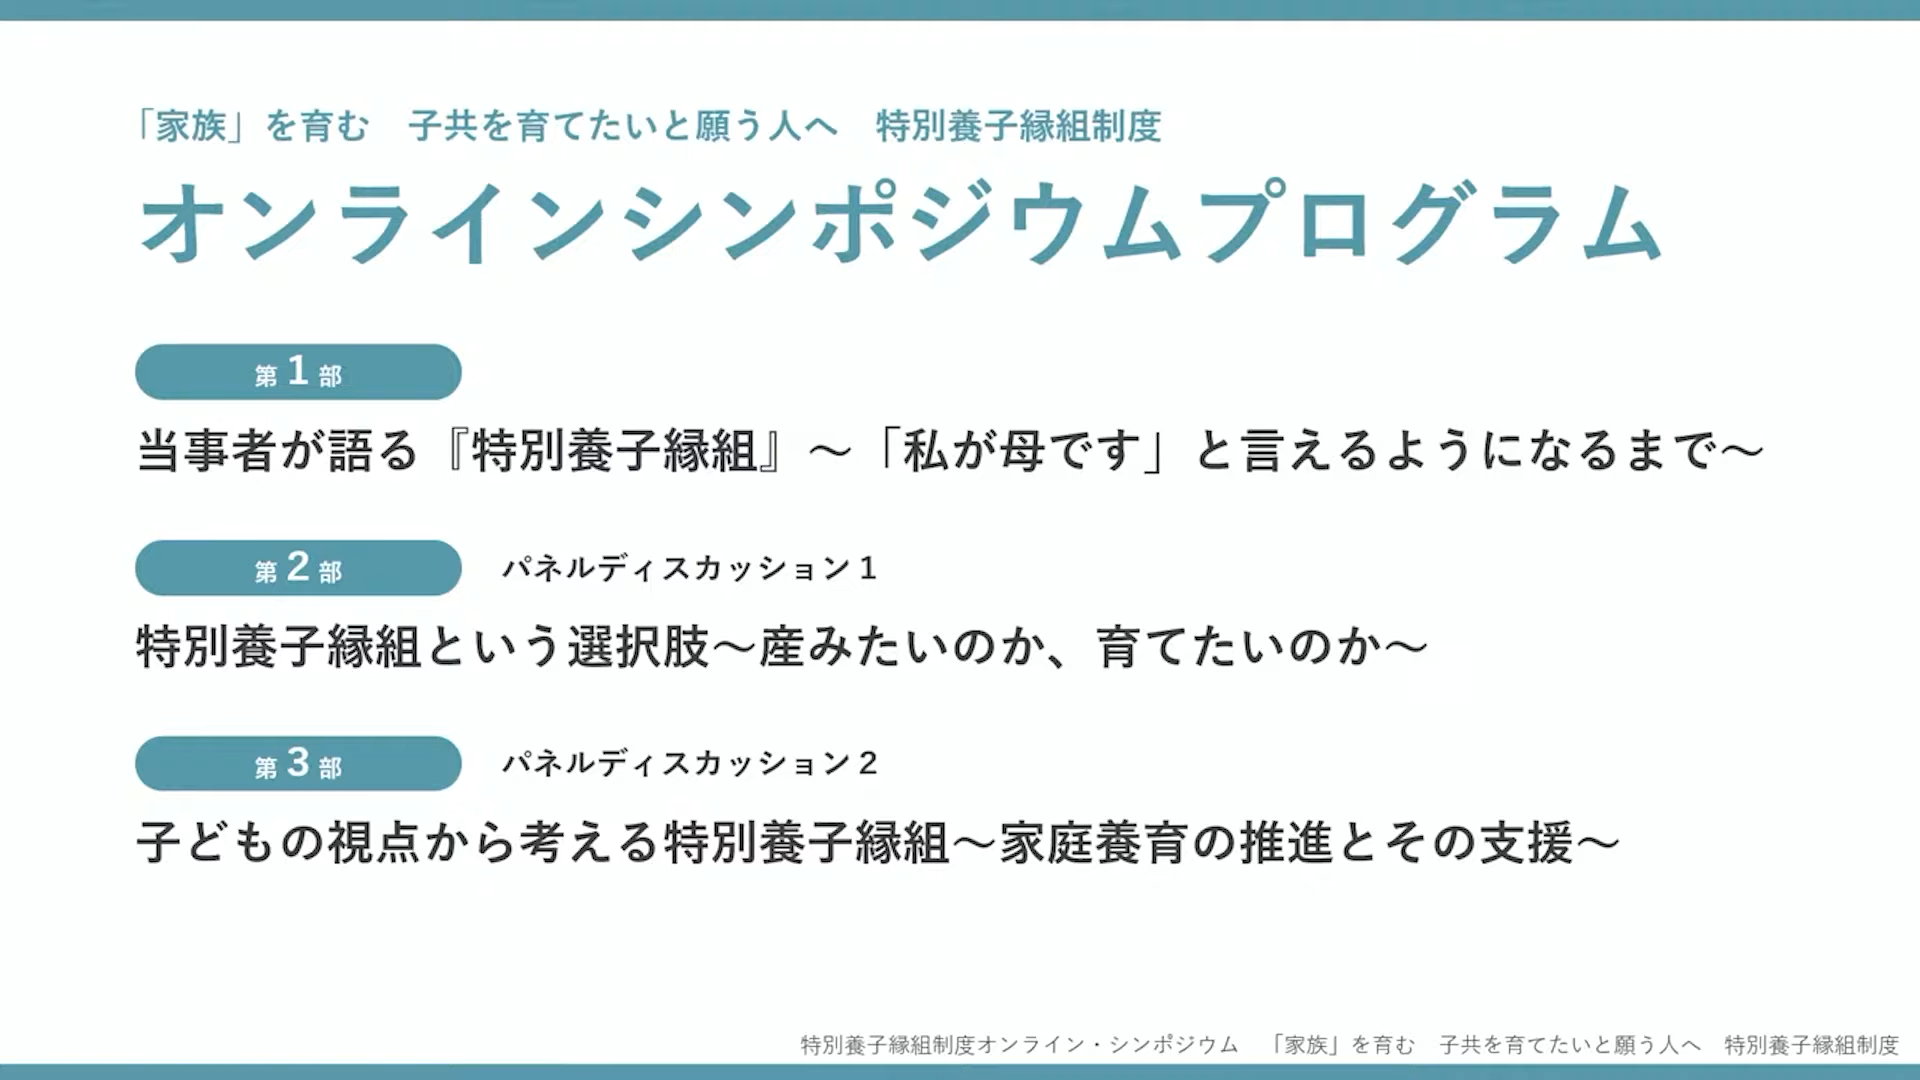 「家族」を育む　子共を育てたいと願う人へ　特別養子縁組制度
オンラインシンポジウムプログラム
第1部
当事者が語る『特別養子縁組』～「私が母です」と言えるようになるまで～
第2部　パネルディスカッション1
特別養子縁組という選択肢～産みたいのか、育てたいのか～
第3部　パネルディスカッション2
子どもの視点から考える特別養子縁組～家庭養育の推進とその支援～
特別養子縁組制度オンライン・シンポジウム　「家族」を育む　子共を育てたいと願う人へ　特別養子縁組制度